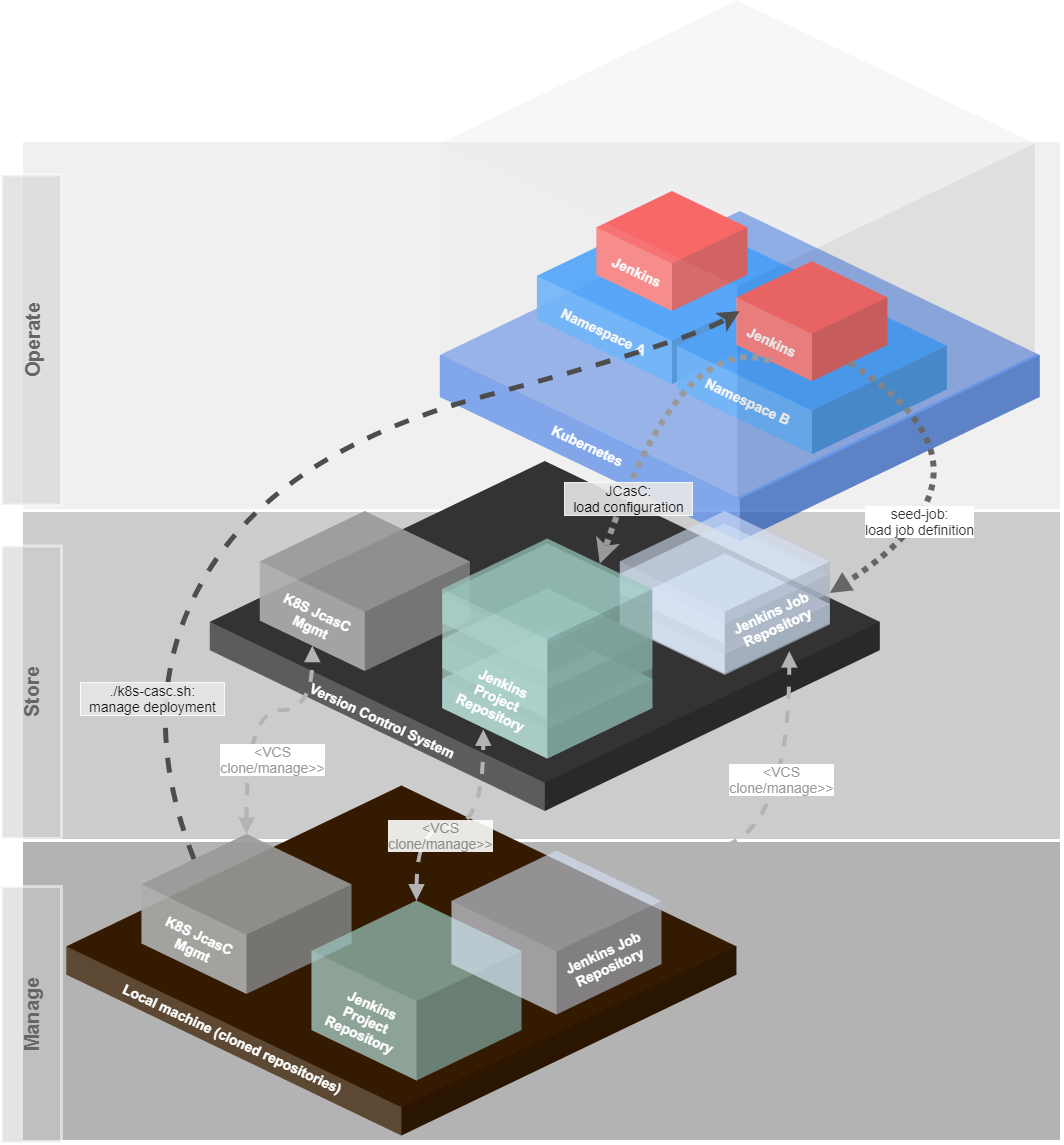 Operate
Jenkins
Namespace A
Jenkins
Namespace B
Kubernetes
JCasC:
load configuration
seed-job:
load job definition
Store
K8S JcasC
Mgmt
Jenkins Job
Repository
Jenkins
Project
Repository
./k8s-casc.sh:
manage deployment
Version Control System
<VCS
clone/manage>>
<VCS
clone/manage>>
<VCS
clone/manage>>
Manage
K8S JcasC
Mgmt
Jenkins Job
Repository
Jenkins
Project
Repository
Local machine (cloned repositories)